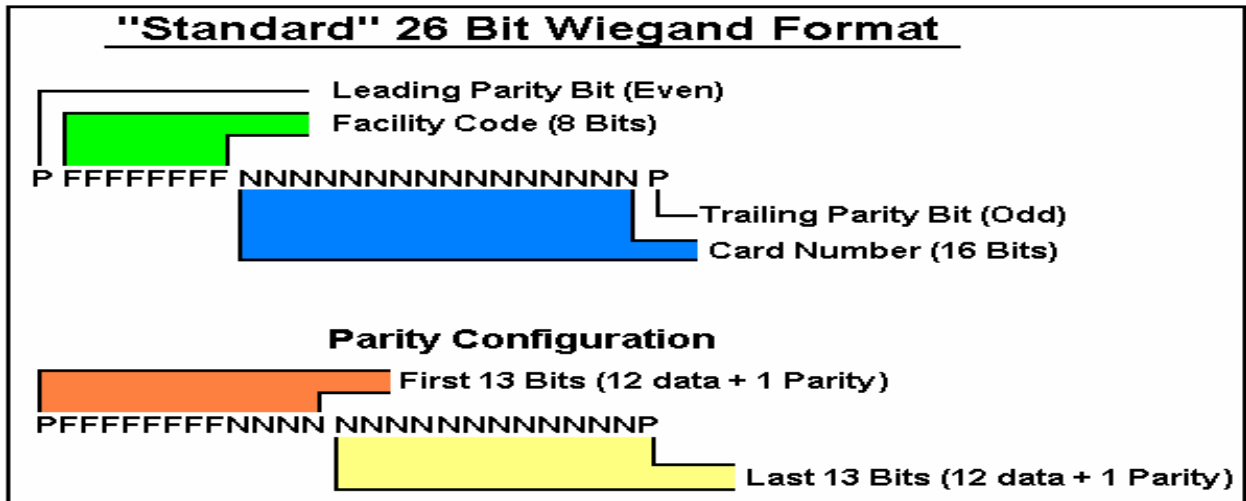 "Standard" 26 Bit Wiegand Format
Leading Parity Bit (Even)
Facility Code (8 Bits)
P FFFFFFFF NNNNNNNNNNNNNNNN P
Trailing Parity Bit (Odd)
Card Number (16 Bits)
Parity Configuration
First 13 Bits (12 data + 1 Parity)
PFFFFFFFFNNNN NNNNNNNNNNNNP
Last 13 Bits (12 data + 1 Parity)